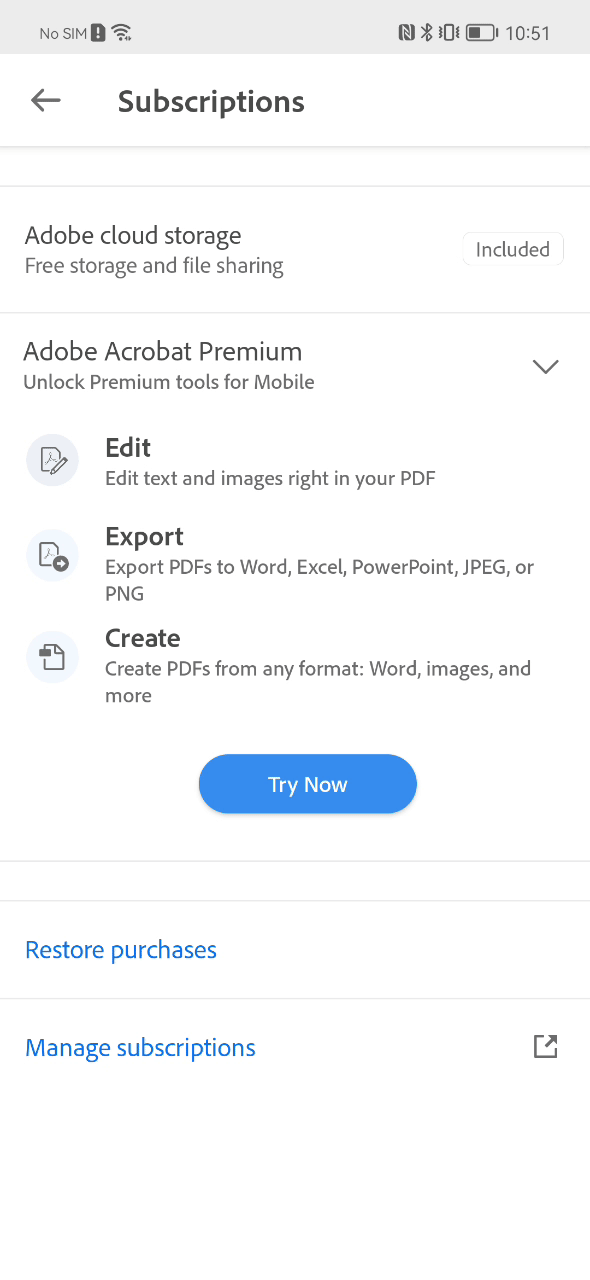 No SIM
10:51
Subscriptions
Adobe cloud storage
Free storage and file sharing
Included
Adobe Acrobat Premium
Unlock Premium tools for Mobile
Edit
Edit text and images right in your PDF
Export
Export PDFs to Word, Excel, PowerPoint, JPEG, or
PNG
Create
Create PDFs from any format: Word, images, and
more
Try Now
Restore purchases
Manage subscriptions